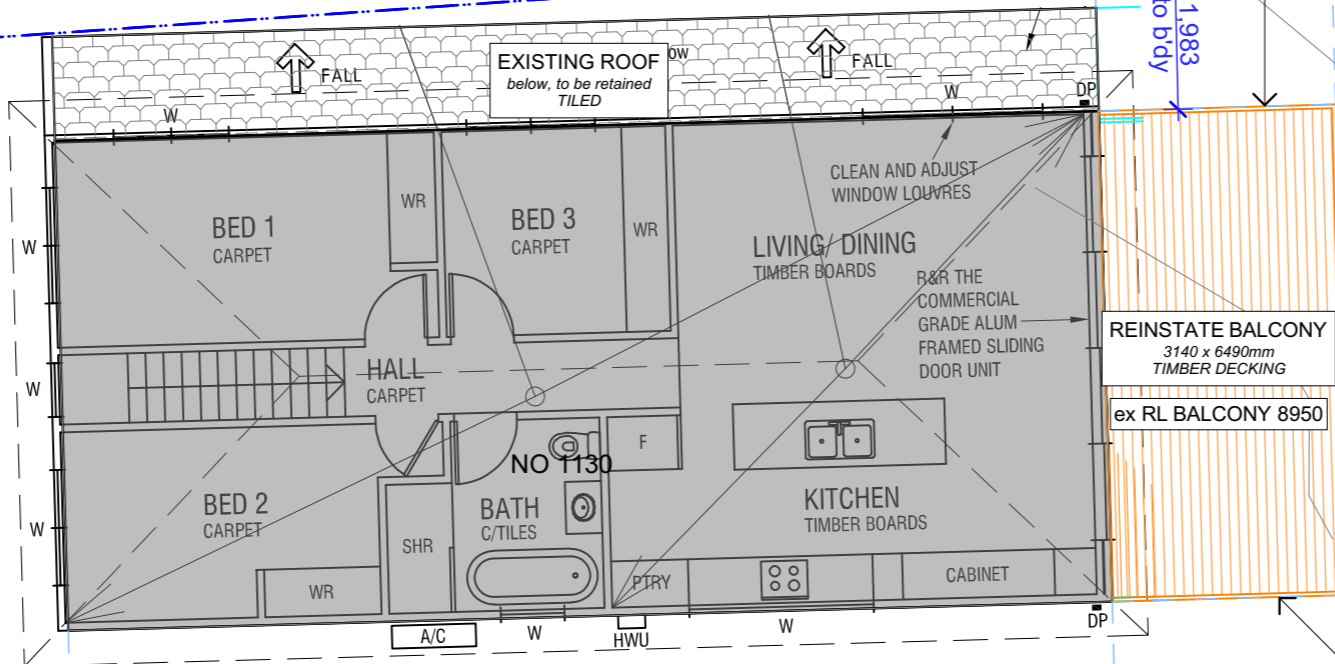 1,983
to b'dy
EXISTING ROOF
below, to be retained
TILED
ow
FALL
FALL
W
W
DP
CLEAN AND ADJUST
WINDOW LOUVRES
BED 1
CARPET
WR
BED 3
CARPET
WR
LIVING/ DINING
TIMBER BOARDS
W
R&R THE
COMMERCIAL
GRADE ALUM
FRAMED SLIDING
DOOR UNIT
REINSTATE BALCONY
3140 x 6490mm
TIMBER DECKING
ex RL BALCONY 8950
W
HALL
CARPET
F
NO 1130
BED 2
CARPET
W
BATH
C/TILES
KITCHEN
TIMBER BOARDS
SHR
WR
PTRY
CABINET
A/C
W
HWU
W
DP